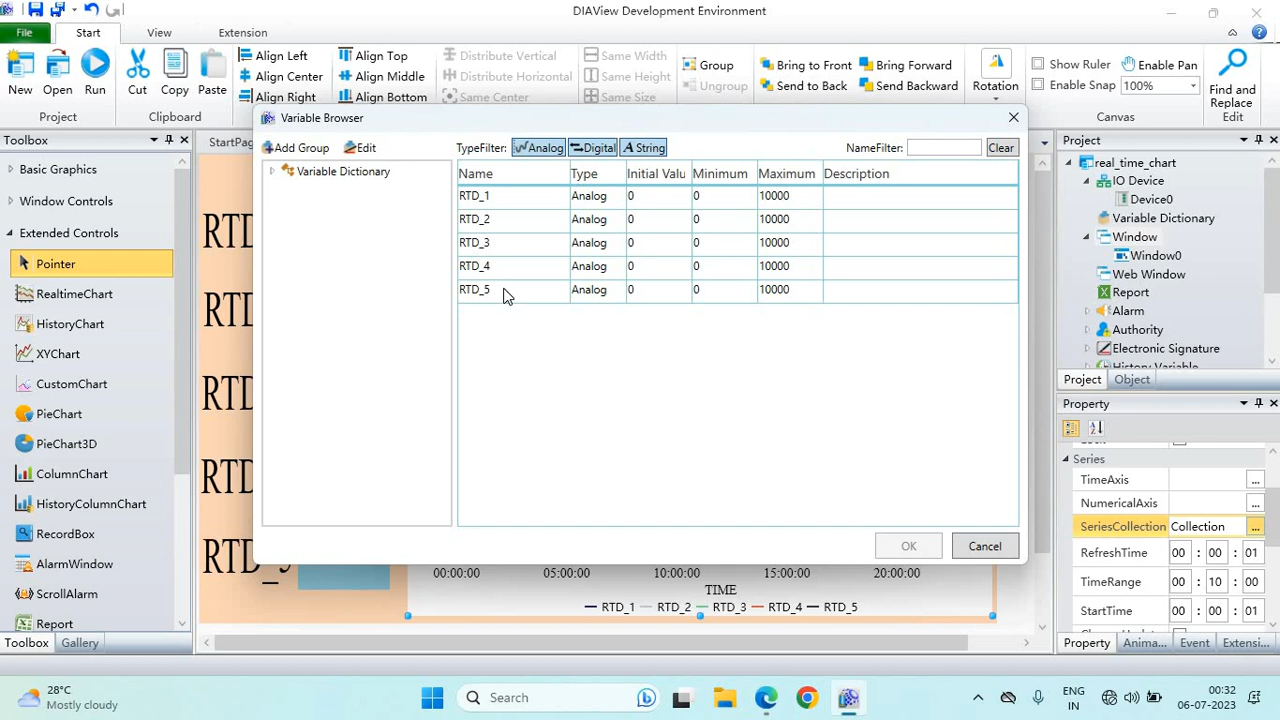 DIAView Development Environment
File
Start
View
Extension
New
Open
Run
Project
Cut
Copy
Paste
Clipboard
Align Left
Align Center
Align Right
Align Top
Align Middle
Align Bottom
Distribute Vertical
Distribute Horizontal
Same Center
Same Width
Same Height
Same Size
Group
Ungroup
Bring to Front
Send to Back
Bring Forward
Send Backward
Rotation
Show Ruler
Enable Pan
Enable Snap
100%
Canvas
Find and
Replace
Edit
Toolbox
Basic Graphics
Window Controls
Extended Controls
Pointer
RealtimeChart
HistoryChart
XYChart
CustomChart
PieChart
PieChart3D
ColumnChart
HistoryColumnChart
RecordBox
AlarmWindow
ScrollAlarm
Report
Toolbox
Gallery
StartPag
RTD
RTD
RTD
RTD
Variable Browser
Add Group
Edit
TypeFilter:
Analog
Digital
A String
NameFilter:
Clear
Variable Dictionary
Name Type Initial Valu Minimum Maximum Description
RTD_1 Analog 0 0 10000
RTD_2 Analog 0 0 10000
RTD_3 Analog 0 0 10000
RTD_4 Analog 0 0 10000
RTD_5 Analog 0 0 10000
OK
Cancel
00:00:00 05:00:00 10:00:00 15:00:00 20:00:00
TIME
RTD_1 RTD_2 RTD_3 RTD_4 RTD_5
Project
real_time_chart
IO Device
Device0
Variable Dictionary
Window
Window0
Web Window
Report
Alarm
Authority
Electronic Signature
History Variable
Project
Object
Property
Series
TimeAxis ...
NumericalAxis ...
SeriesCollection Collection ...
RefreshTime 00 : 00 : 01
TimeRange 00 : 10 : 00
StartTime 00 : 00 : 01
Property
Anima...
Event
Extensi...
28°C
Mostly cloudy
Search
ENG
IN
00:32
06-07-2023